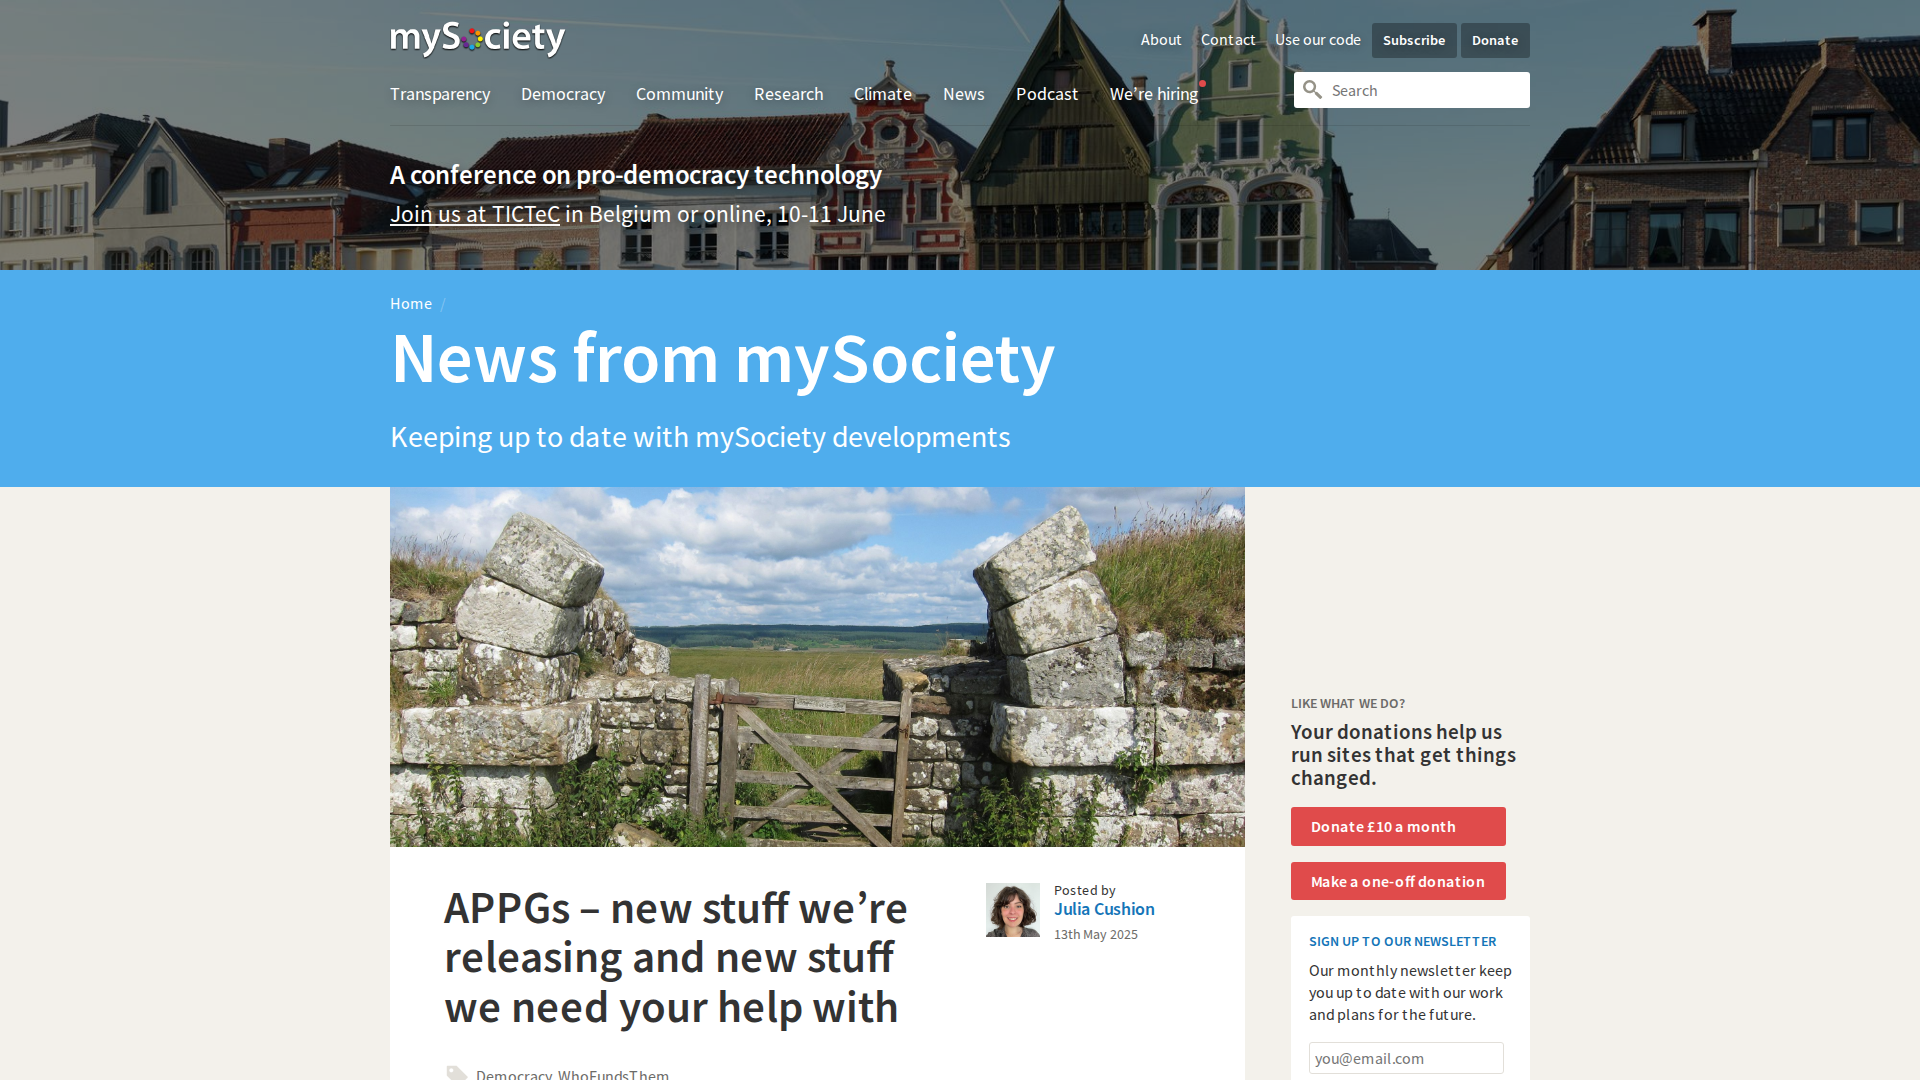 mySociety
About Contact Use our code Subscribe Donate
Transparency Democracy Community Research Climate News Podcast We’re hiring Search
A conference on pro-democracy technology
Join us at TICTeC in Belgium or online, 10-11 June
Home /
News from mySociety
Keeping up to date with mySociety developments
APPGs – new stuff we’re
releasing and new stuff
we need your help with
Posted by
Julia Cushion
13th May 2025
Democracy, WhoFundsThem
LIKE WHAT WE DO?
Your donations help us
run sites that get things
changed.
Donate £10 a month
Make a one-off donation
SIGN UP TO OUR NEWSLETTER
Our monthly newsletter keep
you up to date with our work
and plans for the future.
you@email.com